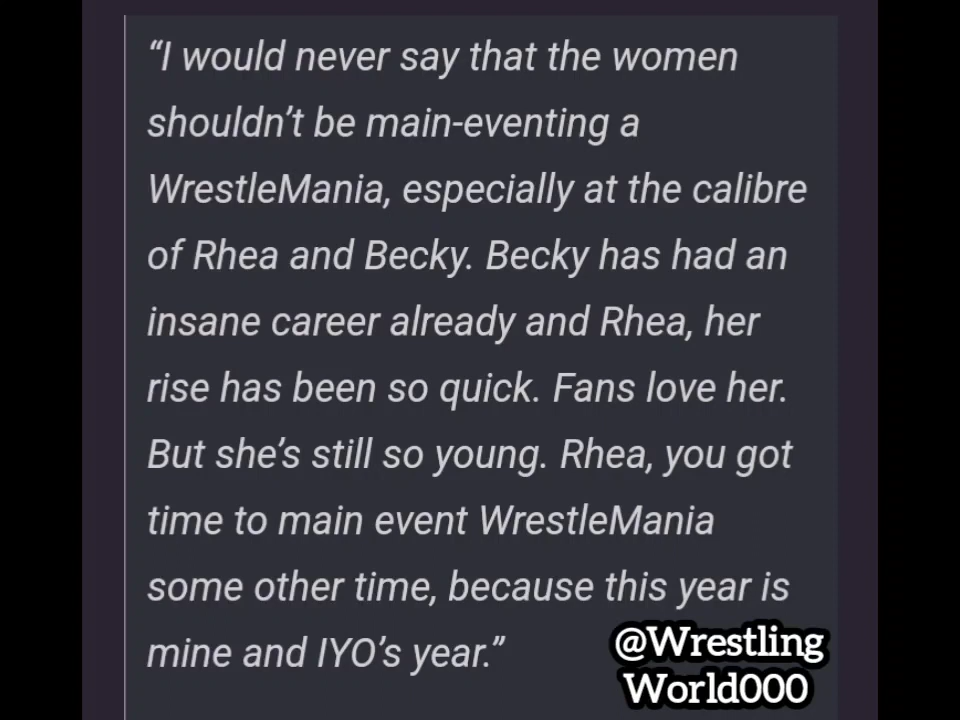 “I would never say that the women
shouldn’t be main-eventing a
WrestleMania, especially at the calibre
of Rhea and Becky. Becky has had an
insane career already and Rhea, her
rise has been so quick. Fans love her.
But she’s still so young. Rhea, you got
time to main event WrestleMania
some other time, because this year is
mine and IYO’s year.”
@Wrestling
World000